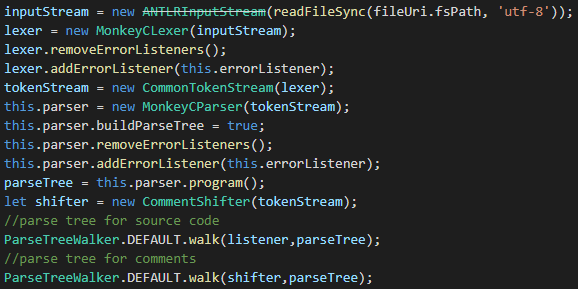 inputStream = new ANTLRInputStream(readFileSync(fileUri.fsPath, 'utf-8'));
lexer = new MonkeyCLexer(inputStream);
lexer.removeErrorListeners();
lexer.addErrorListener(this.errorListener);
tokenStream = new CommonTokenStream(lexer);
this.parser = new MonkeyCParser(tokenStream);
this.parser.buildParseTree = true;
this.parser.removeErrorListeners();
this.parser.addErrorListener(this.errorListener);
parseTree = this.parser.program();
let shifter = new CommentShifter(tokenStream);
//parse tree for source code
ParseTreeWalker.DEFAULT.walk(listener,parseTree);
//parse tree for comments
ParseTreeWalker.DEFAULT.walk(shifter,parseTree);